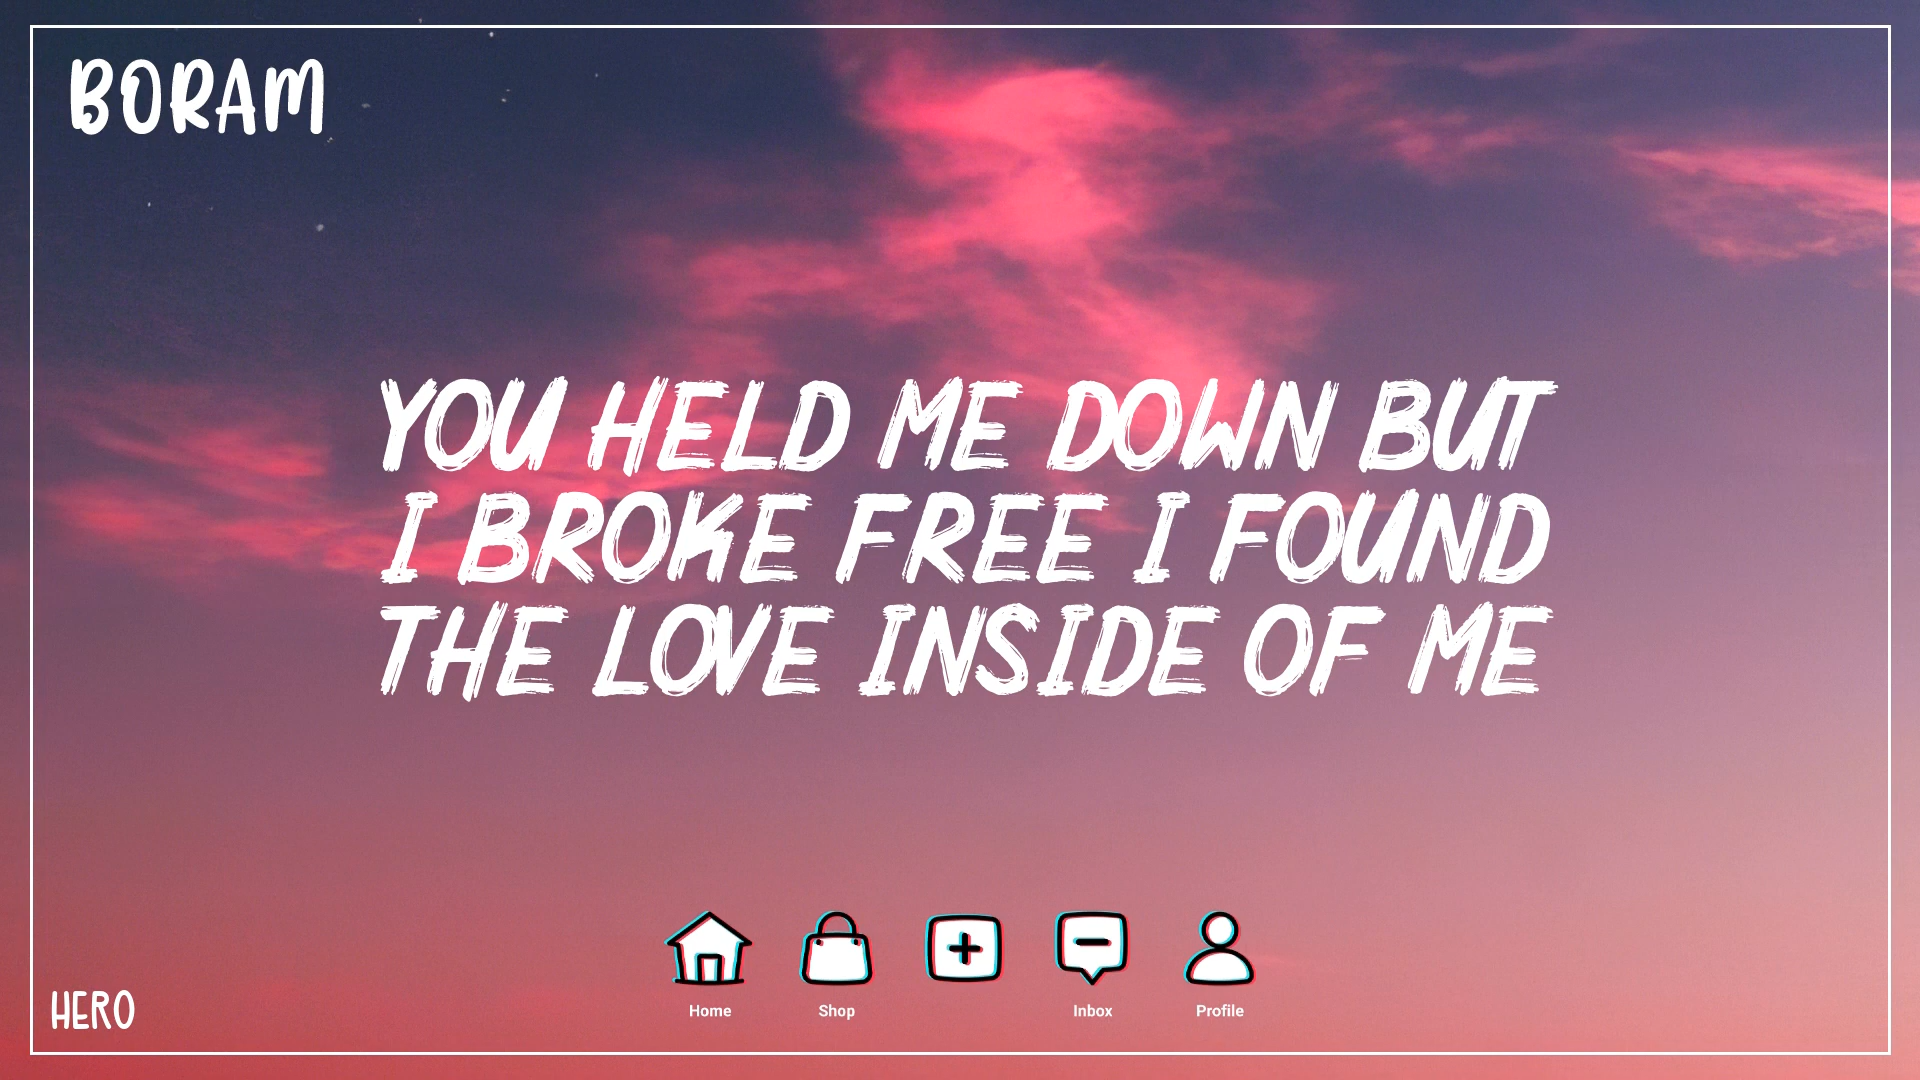 BORAM
YOU HELD ME DOWN BUT
I BROKE FREE I FOUND
THE LOVE INSIDE OF ME
Home
Shop
Inbox
Profile
HERO